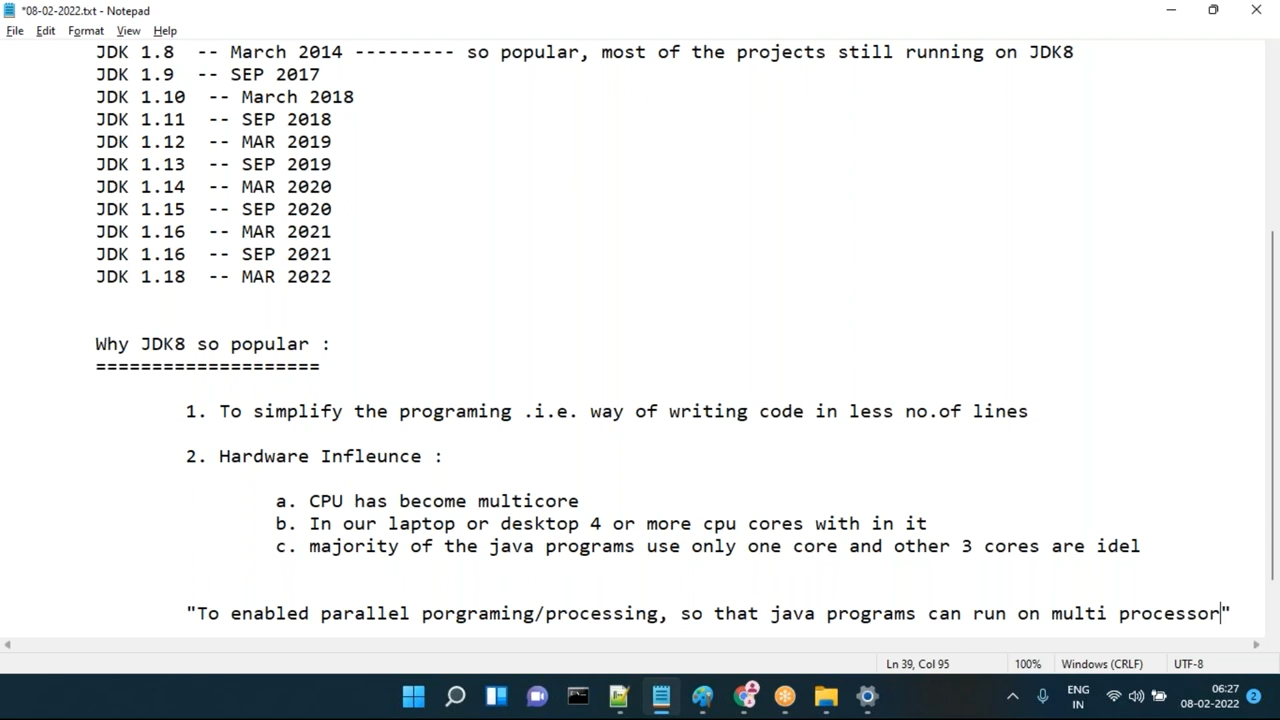 *08-02-2022.txt - Notepad
File Edit Format View Help
JDK 1.8 -- March 2014 --------- so popular, most of the projects still running on JDK8
JDK 1.9 -- SEP 2017
JDK 1.10 -- March 2018
JDK 1.11 -- SEP 2018
JDK 1.12 -- MAR 2019
JDK 1.13 -- SEP 2019
JDK 1.14 -- MAR 2020
JDK 1.15 -- SEP 2020
JDK 1.16 -- MAR 2021
JDK 1.16 -- SEP 2021
JDK 1.18 -- MAR 2022
Why JDK8 so popular :
====================
1. To simplify the programing .i.e. way of writing code in less no.of lines
2. Hardware Infleunce :
a. CPU has become multicore
b. In our laptop or desktop 4 or more cpu cores with in it
c. majority of the java programs use only one core and other 3 cores are idel
"To enabled parallel porgraming/processing, so that java programs can run on multi processor"
Ln 39, Col 95 100% Windows (CRLF) UTF-8
ENG 06:27
IN 08-02-2022 2